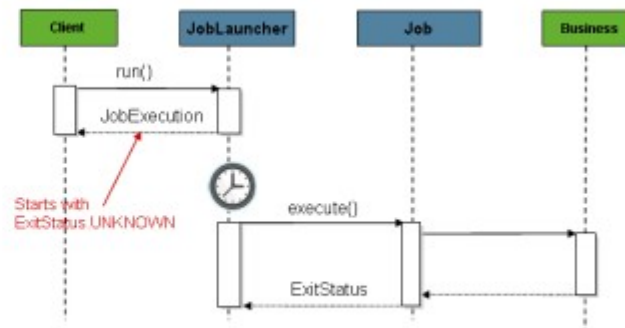 Client
JobLauncher
Job
Business
run()
JobExecution
Starts with
ExitStatus.UNKNOWN
execute()
ExitStatus